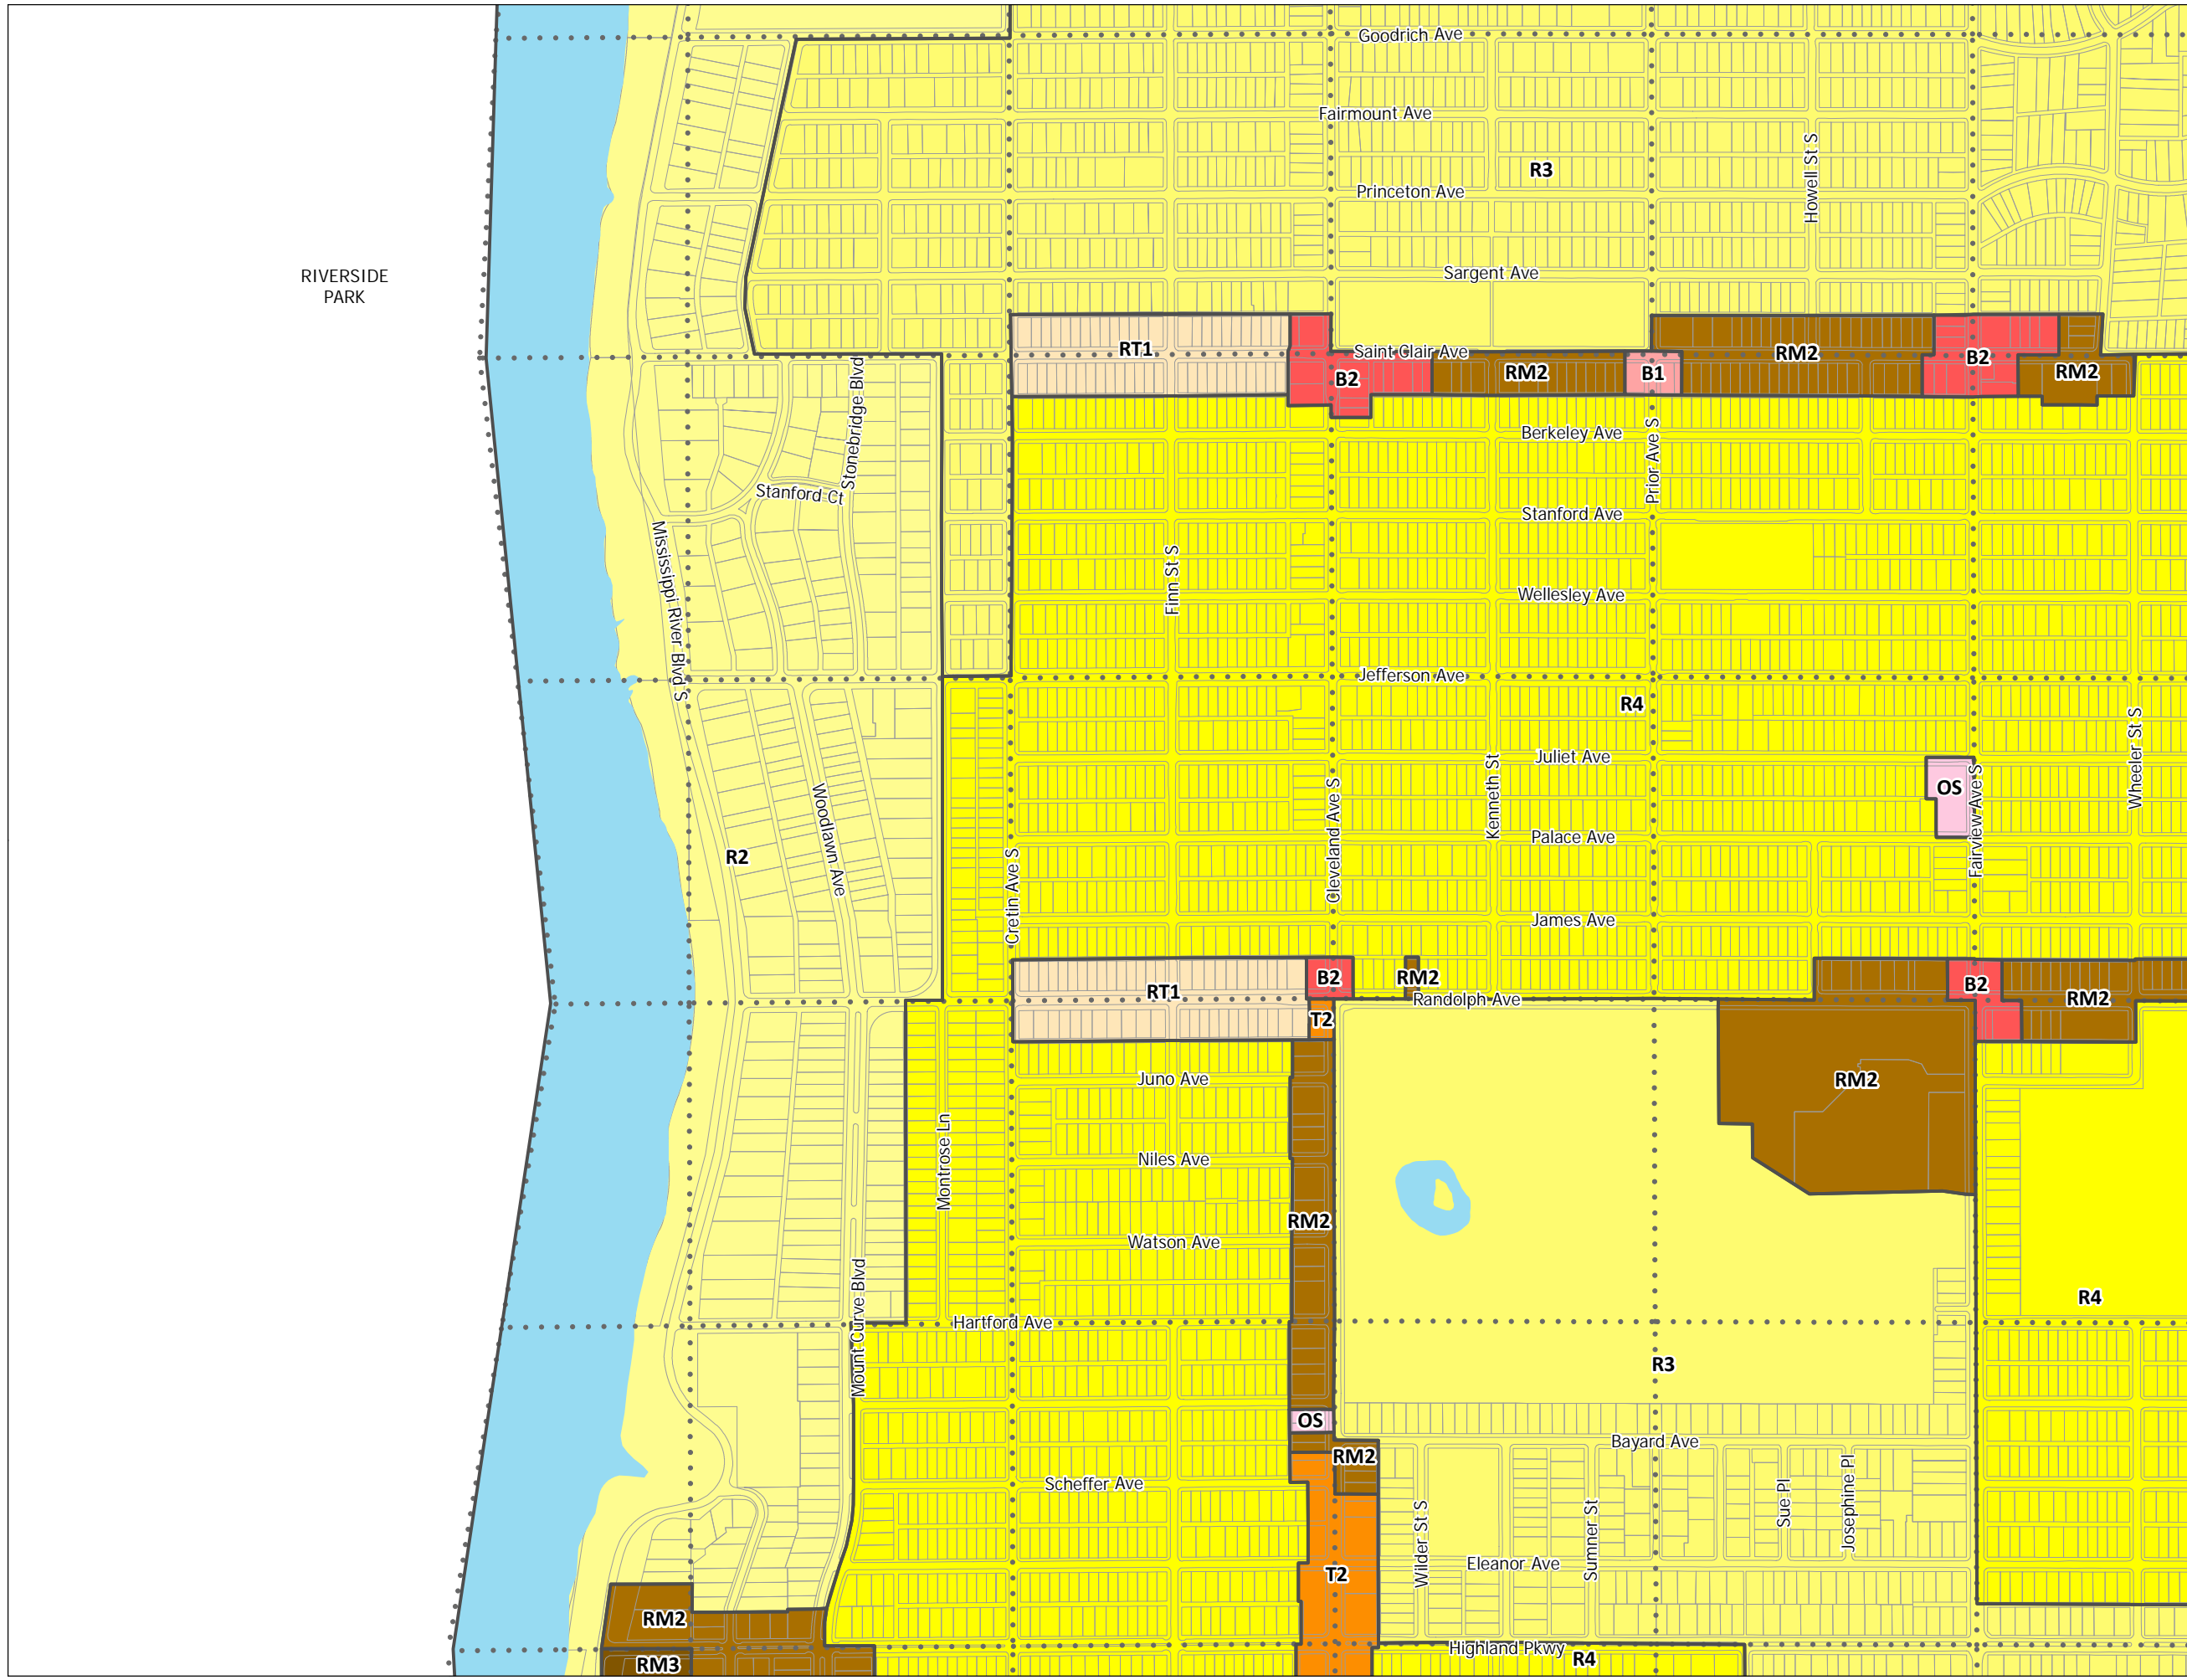 Goodrich Ave
Fairmount Ave
R3
Princeton Ave
Howell St S
RIVERSIDE
PARK
Sargent Ave
RT1
Saint Clair Ave
B2
RM2
B1
RM2
B2
RM2
Stonebridge Blvd
Berkeley Ave
Prior Ave S
Stanford Ct
Stanford Ave
Mississippi River Blvd S
Finn St S
Wellesley Ave
Jefferson Ave
R4
Juliet Ave
Kenneth St
Wheeler St S
OS
Fairview Ave S
Woodlawn Ave
Cleveland Ave S
Palace Ave
R2
Cretin Ave S
James Ave
RT1
B2
RM2
Randolph Ave
B2
RM2
T2
Juno Ave
RM2
Montrose Ln
Niles Ave
RM2
Watson Ave
R4
Mount Curve Blvd
Hartford Ave
R3
OS
Bayard Ave
RM2
Scheffer Ave
Wilder St S
Sumner St
Sue Pl
Josephine Pl
Eleanor Ave
T2
RM2
Highland Pkwy
R4
RM3